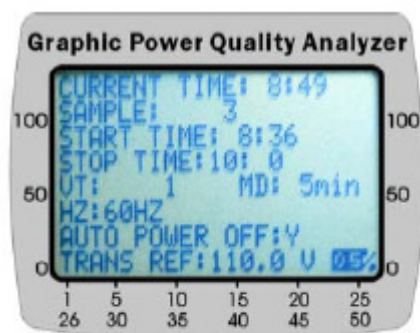 Graphic Power Quality Analyzer
CURRENT TIME: 8:49
SAMPLE: 3
START TIME: 8:36
STOP TIME:10: 0
VT: 1 MD: 5min
HZ:60HZ
AUTO POWER OFF:Y
TRANS REF:110.0 V 05%
100 100
50 50
0 0
1 5 10 15 20 25
26 30 35 40 45 50